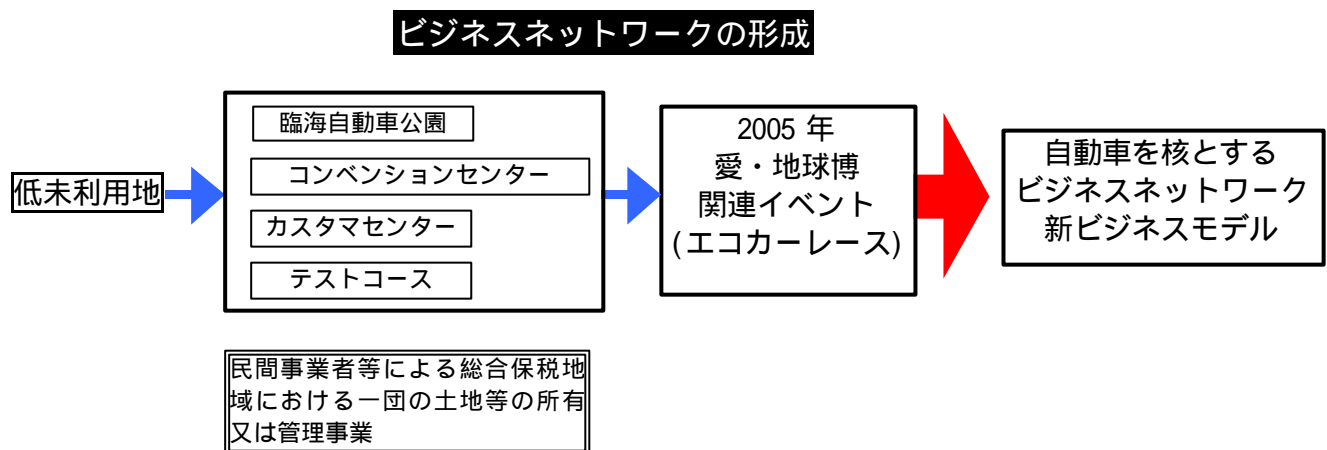 ビジネスネットワークの形成
低未利用地
臨海自動車公園
コンベンションセンター
カスタマセンター
テストコース
2005 年
愛・地球博
関連イベント
(エコカーレース)
自動車を核とする
ビジネスネットワーク
新ビジネスモデル
民間事業者等による総合保税地
域における一団の土地等の所有
又は管理事業